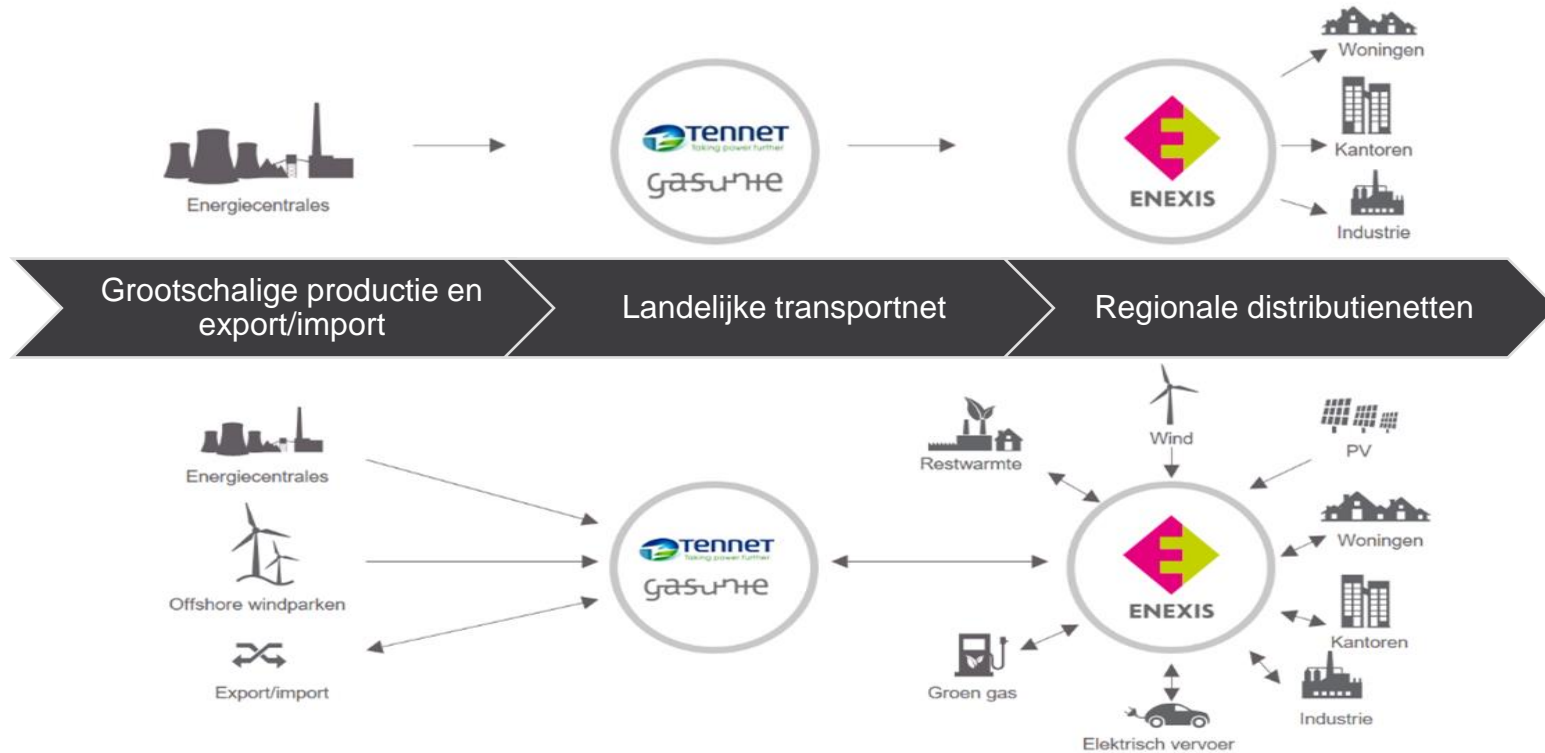 Woningen
TenneT
Taking power further
gasunie
Kantoren
ENEXIS
Energiecentrales
Industrie
Grootschalige productie en
export/import
Landelijke transportnet
Regionale distributienetten
Wind
Restwarmte
PV
Energiecentrales
Woningen
TenneT
Taking power further
gasunie
Offshore windparken
ENEXIS
Kantoren
Export/import
Groen gas
Industrie
Elektrisch vervoer